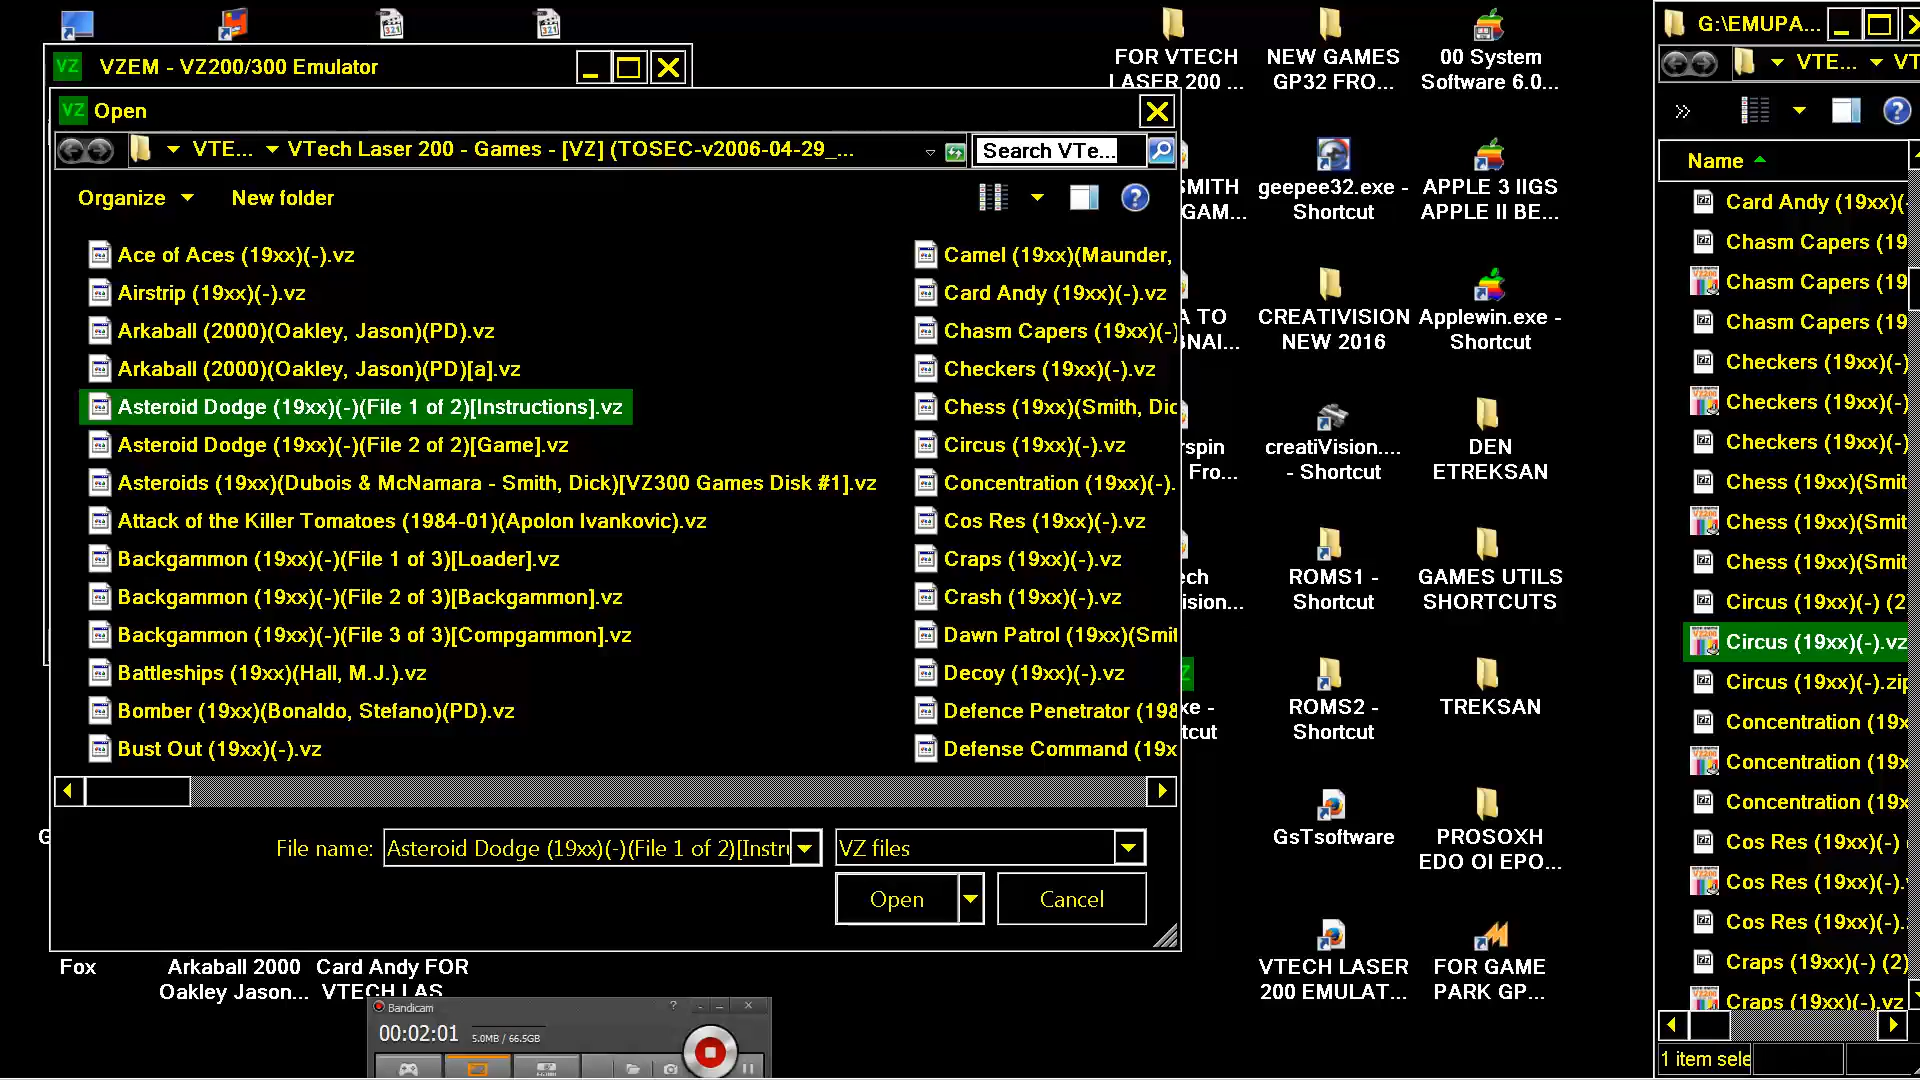 VZEM - VZ200/300 Emulator
Open
VTE... VTech Laser 200 - Games - [VZ] (TOSEC-v2006-04-29_...
Search VTe...
Organize
New folder
Ace of Aces (19xx)(-).vz
Airstrip (19xx)(-).vz
Arkaball (2000)(Oakley, Jason)(PD).vz
Arkaball (2000)(Oakley, Jason)(PD)[a].vz
Asteroid Dodge (19xx)(-)(File 1 of 2)[Instructions].vz
Asteroid Dodge (19xx)(-)(File 2 of 2)[Game].vz
Asteroids (19xx)(Dubois & McNamara - Smith, Dick)[VZ300 Games Disk #1].vz
Attack of the Killer Tomatoes (1984-01)(Apolon Ivankovic).vz
Backgammon (19xx)(-)(File 1 of 3)[Loader].vz
Backgammon (19xx)(-)(File 2 of 3)[Backgammon].vz
Backgammon (19xx)(-)(File 3 of 3)[Compgammon].vz
Battleships (19xx)(Hall, M.J.).vz
Bomber (19xx)(Bonaldo, Stefano)(PD).vz
Bust Out (19xx)(-).vz
Camel (19xx)(Maunder,
Card Andy (19xx)(-).vz
Chasm Capers (19xx)(-)
Checkers (19xx)(-).vz
Chess (19xx)(Smith, Dic
Circus (19xx)(-).vz
Concentration (19xx)(-).
Cos Res (19xx)(-).vz
Craps (19xx)(-).vz
Crash (19xx)(-).vz
Dawn Patrol (19xx)(Smit
Decoy (19xx)(-).vz
Defence Penetrator (198
Defense Command (19x
File name:
Asteroid Dodge (19xx)(-)(File 1 of 2)[Instr
VZ files
Open
Cancel
Fox
Arkaball 2000
Oakley Jason...
Card Andy FOR
VTECH LAS
Bandicam
00:02:01
5.0MB / 66.5GB
FOR VTECH
LASER 200 ...
NEW GAMES
GP32 FRO...
00 System
Software 6.0...
SMITH
GAM...
geepee32.exe -
Shortcut
APPLE 3 IIGS
APPLE II BE...
A TO
BNAI...
CREATIVISION
NEW 2016
Applewin.exe -
Shortcut
rspin
Fro...
creatiVision....
- Shortcut
DEN
ETREKSAN
ech
ision...
ROMS1 -
Shortcut
GAMES UTILS
SHORTCUTS
xe -
tcut
ROMS2 -
Shortcut
TREKSAN
GsTsoftware
PROSOXH
EDO OI EPO...
VTECH LASER
200 EMULAT...
FOR GAME
PARK GP...
G:\EMUPA...
VTE... VT
Name
Card Andy (19xx)(-
Chasm Capers (19
Chasm Capers (19
Chasm Capers (19
Checkers (19xx)(-)
Checkers (19xx)(-)
Checkers (19xx)(-)
Chess (19xx)(Smit
Chess (19xx)(Smit
Chess (19xx)(Smit
Circus (19xx)(-) (2
Circus (19xx)(-).vz
Circus (19xx)(-).zip
Concentration (19x
Concentration (19x
Concentration (19x
Cos Res (19xx)(-) (
Cos Res (19xx)(-).
Cos Res (19xx)(-).
Craps (19xx)(-) (2)
Craps (19xx)(-).vz
1 item sele